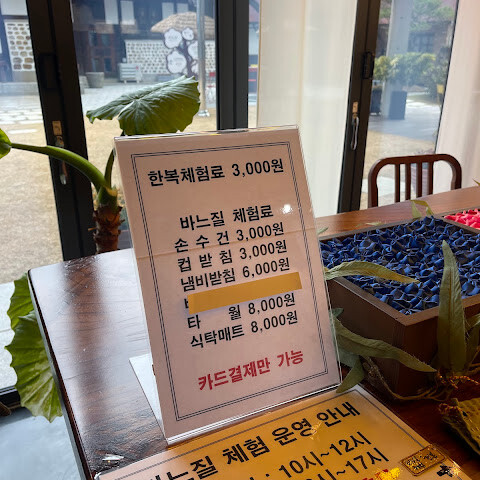 한복체험료 3,000원
바느질 체험료
손 수 건 3,000원
컵 받 침 3,000원
냄비받침 6,000원
타 월 8,000원
식탁매트 8,000원
카드결제만 가능
바느질 체험 운영 안내
10시~12시
~17시